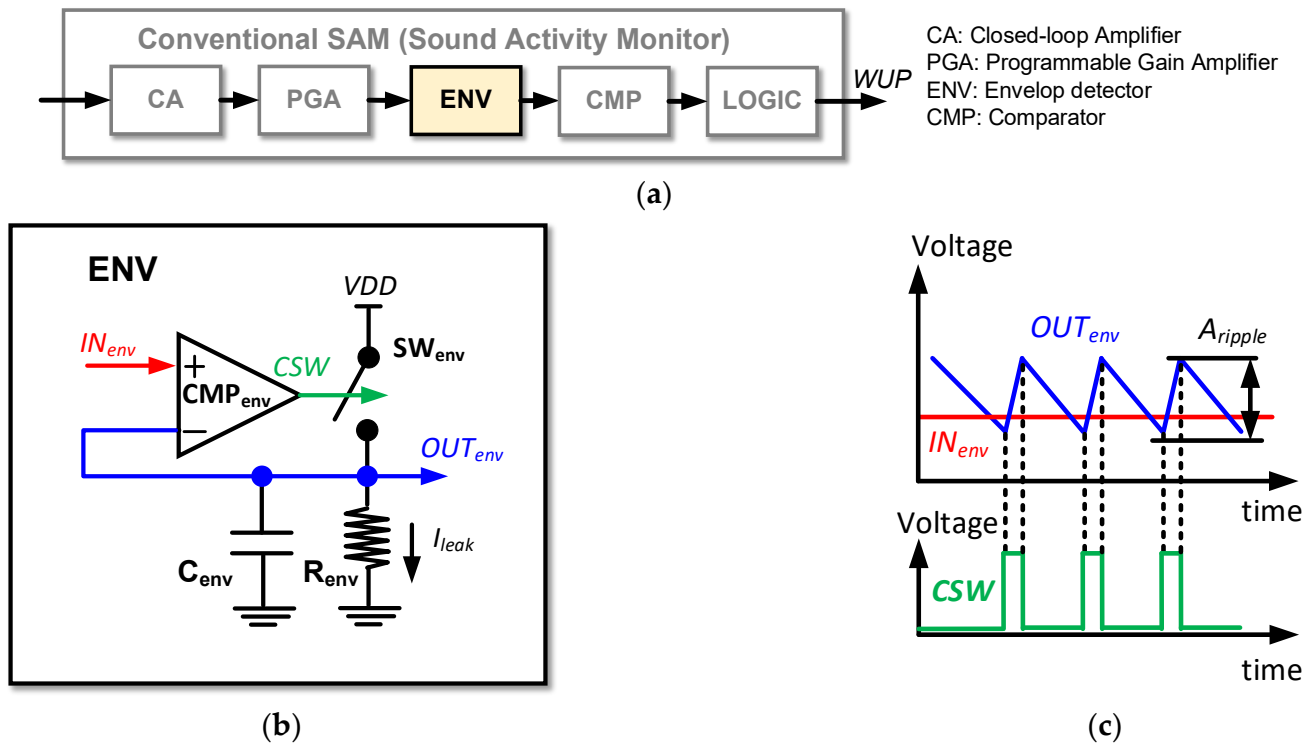 Conventional SAM (Sound Activity Monitor)
CA
PGA
ENV
CMP
LOGIC
WUP
CA: Closed-loop Amplifier
PGA: Programmable Gain Amplifier
ENV: Envelop detector
CMP: Comparator
(a)
ENV
VDD
IN_env
+
CMP_env
−
CSW
SW_env
OUT_env
C_env
R_env
I_leak
(b)
Voltage
OUT_env
A_ripple
IN_env
time
Voltage
CSW
time
(c)